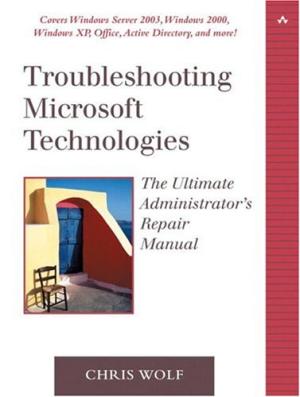 Covers Windows Server 2003, Windows 2000,
Windows XP, Office, Active Directory, and more!
Troubleshooting
Microsoft
Technologies
The Ultimate
Administrator's
Repair
Manual
CHRIS WOLF